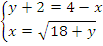 y + 2 = 4 − x
x = √(18 + y)